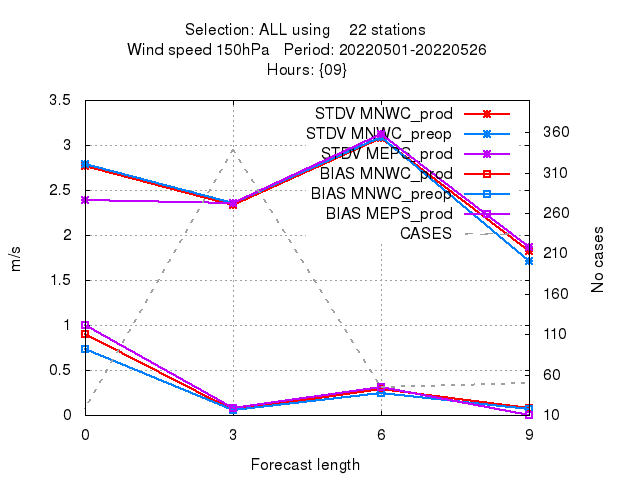 Selection: ALL using 22 stations
Wind speed 150hPa Period: 20220501-20220526
Hours: {09}
STDV MNWC_prod
STDV MNWC_preop
STDV MEPS_prod
BIAS MNWC_prod
BIAS MNWC_preop
BIAS MEPS_prod
CASES
m/s
3.5
3
2.5
2
1.5
1
0.5
0
360
310
260
210
160
110
60
10
No cases
0
3
6
9
Forecast length